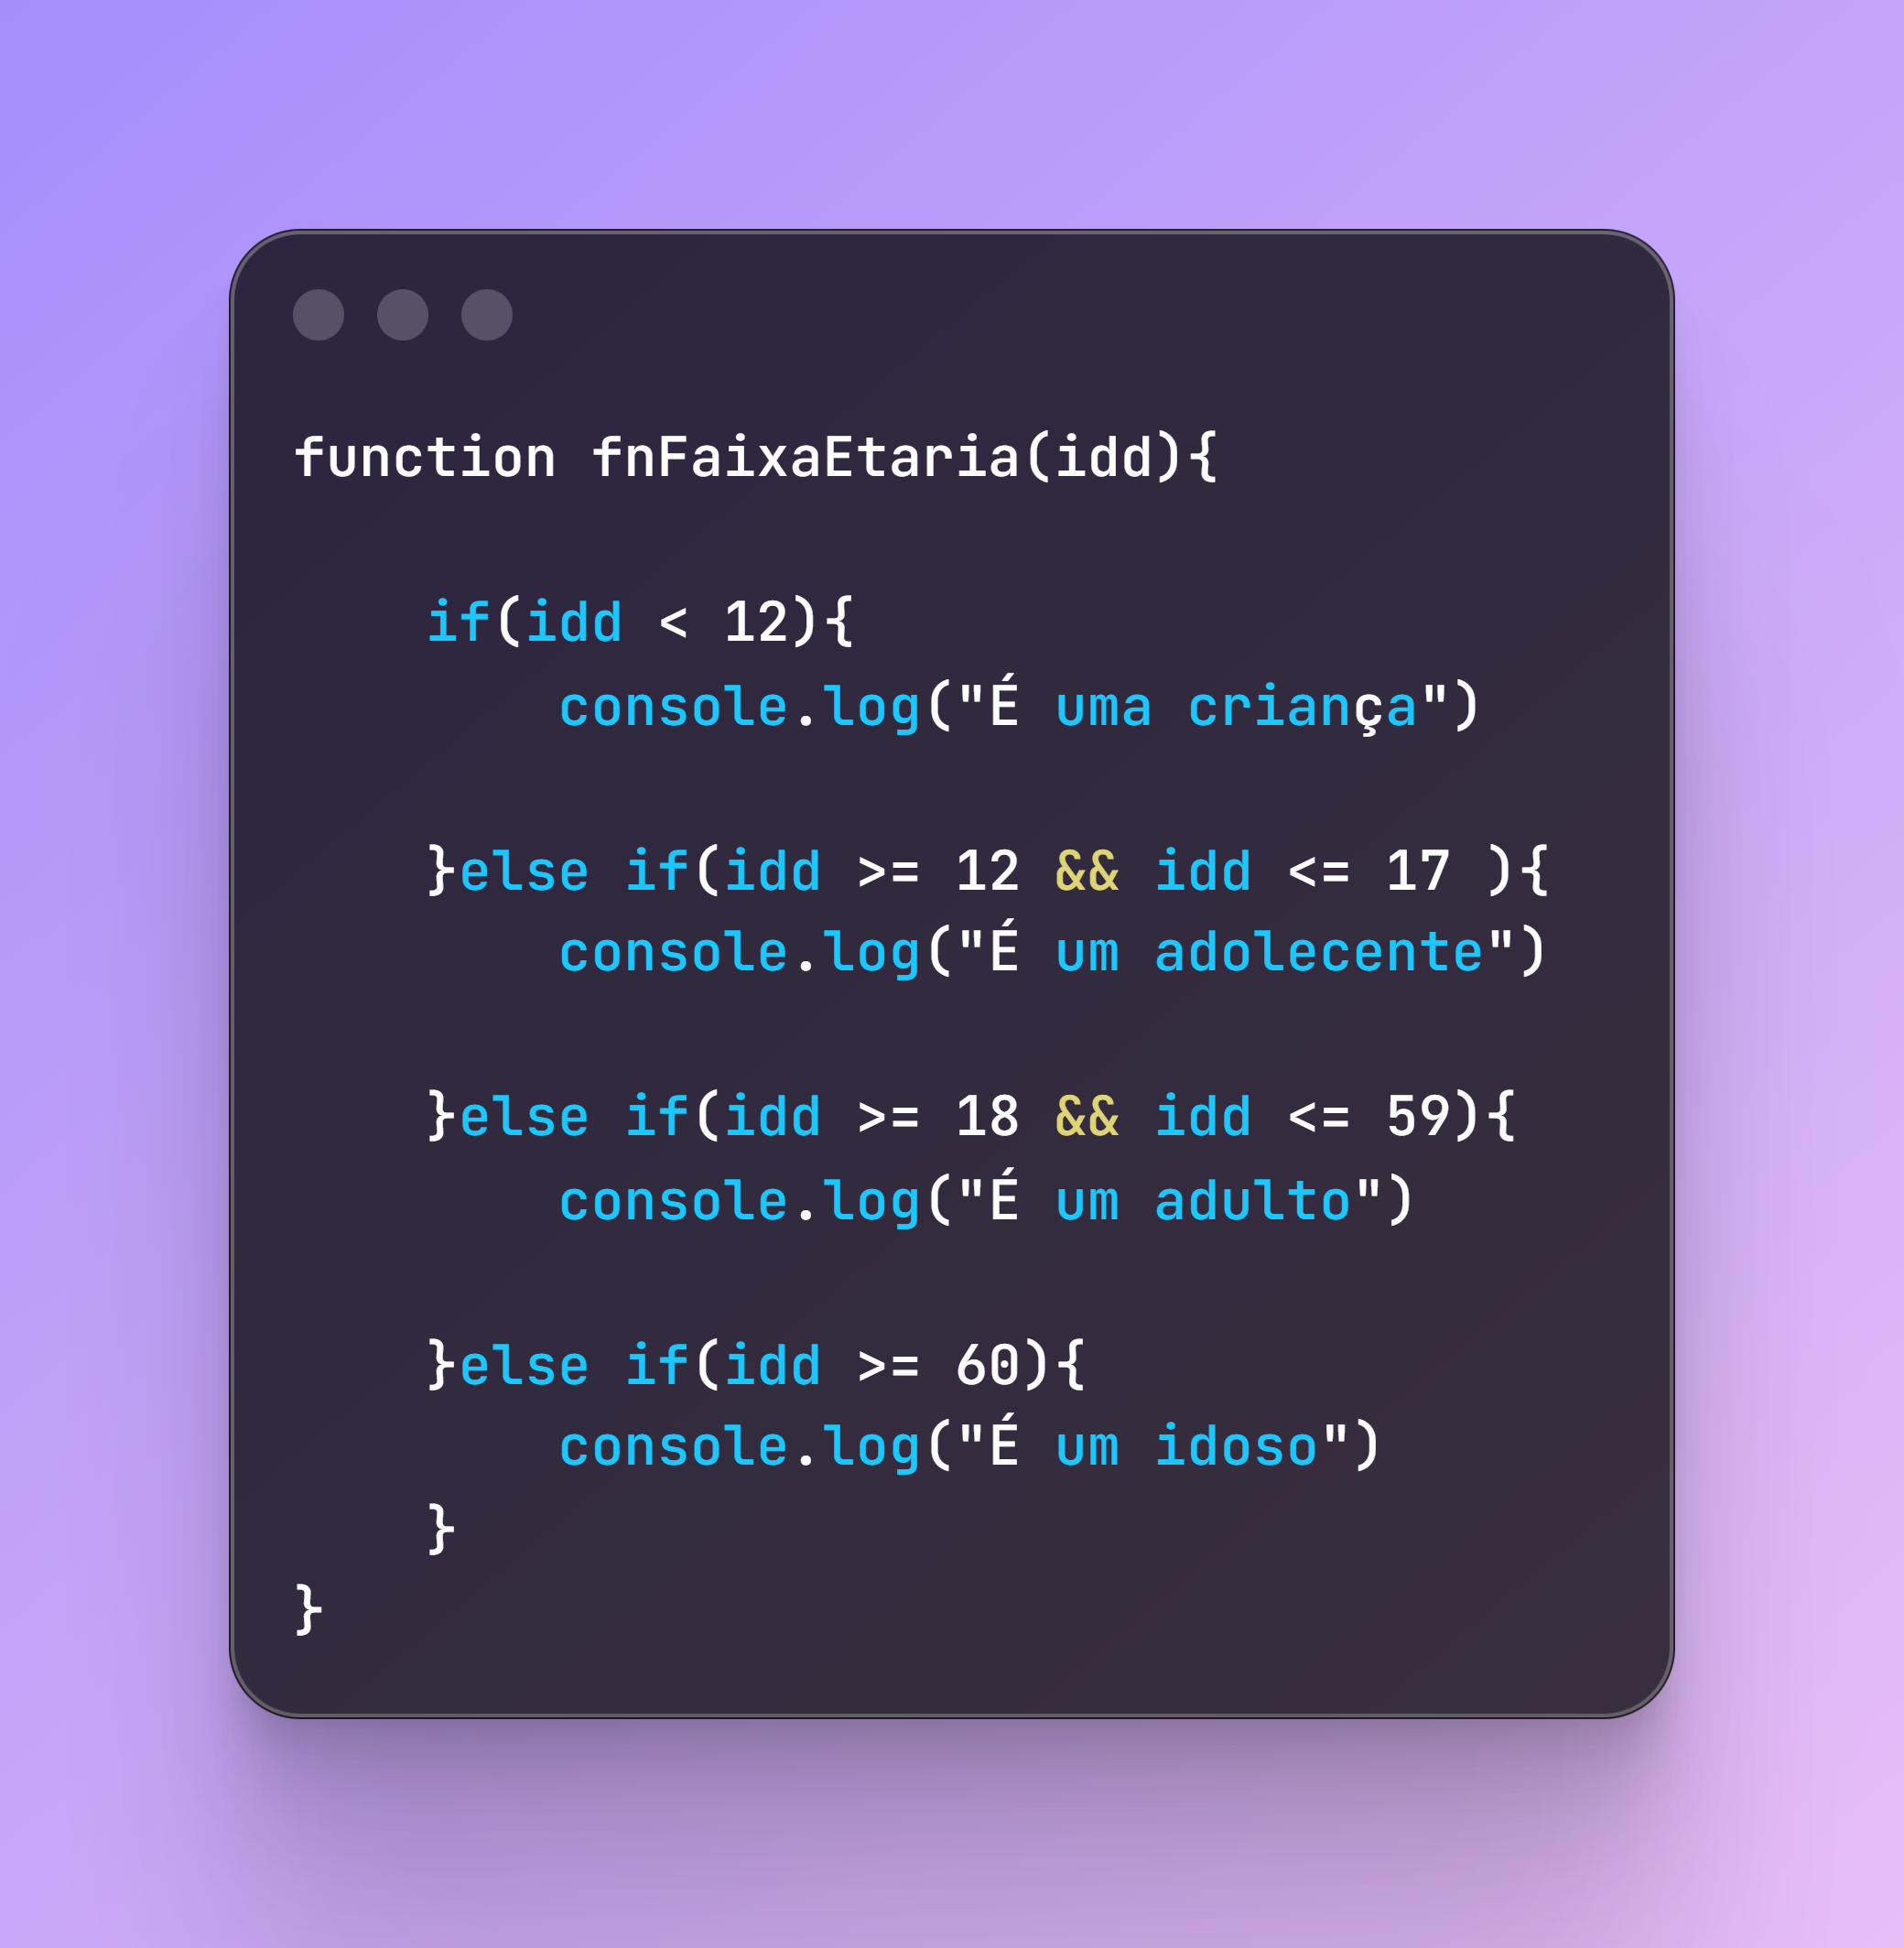 function fnFaixaEtaria(idd){
if(idd < 12){
console.log("É uma criança")
}else if(idd >= 12 && idd <= 17 ){
console.log("É um adolecente")
}else if(idd >= 18 && idd <= 59){
console.log("É um adulto")
}else if(idd >= 60){
console.log("É um idoso")
}
}